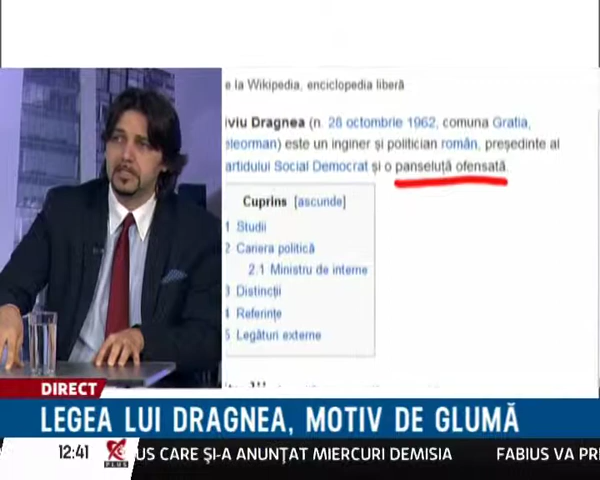 e la Wikipedia, enciclopedia liberă
viu Dragnea (n. 28 octombrie 1962, comuna Gratia,
eleorman) este un inginer și politician român, președinte al
artidului Social Democrat și o panseluță ofensată.
Cuprins [ascunde]
1 Studii
2 Cariera politică
2.1 Ministru de interne
3 Distincții
4 Referințe
5 Legături externe
DIRECT
LEGEA LUI DRAGNEA, MOTIV DE GLUMĂ
12:41 PLUS US CARE ȘI-A ANUNȚAT MIERCURI DEMISIA FABIUS VA PR